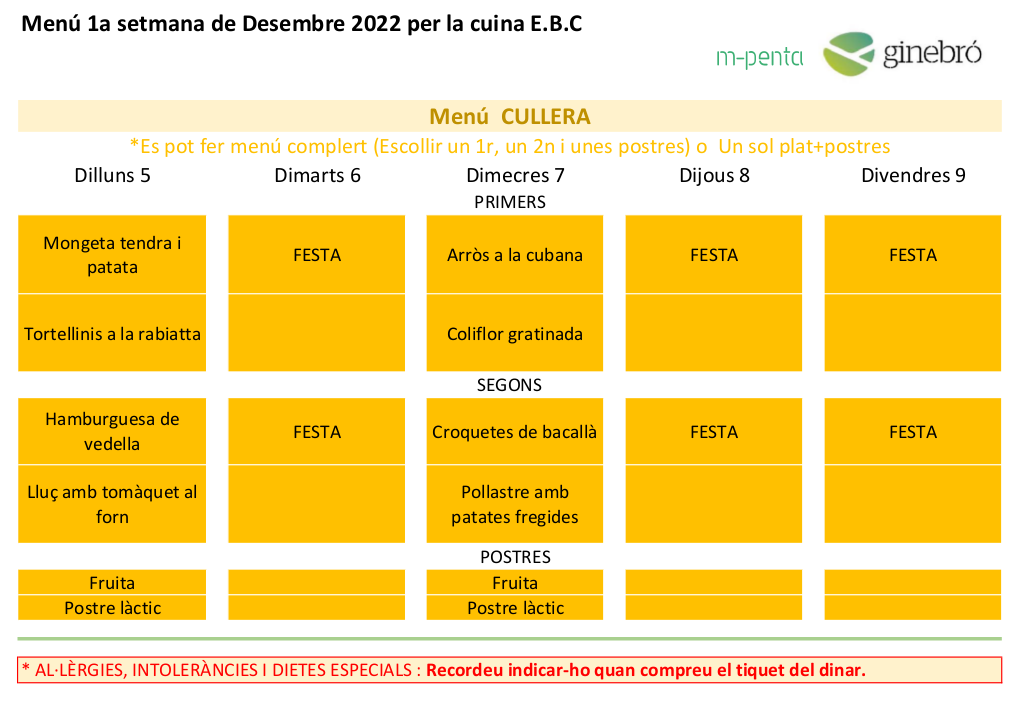 Menú 1a setmana de Desembre 2022 per la cuina E.B.C
m-penta
ginebró
Menú CULLERA
*Es pot fer menú complert (Escollir un 1r, un 2n i unes postres) o Un sol plat+postres
Dilluns 5
Dimarts 6
Dimecres 7
Dijous 8
Divendres 9
PRIMERS
Mongeta tendra i
patata
FESTA
Arròs a la cubana
FESTA
FESTA
Tortellinis a la rabiatta
Coliflor gratinada
SEGONS
Hamburguesa de
vedella
FESTA
Croquetes de bacallà
FESTA
FESTA
Lluç amb tomàquet al
forn
Pollastre amb
patates fregides
POSTRES
Fruita
Fruita
Postre làctic
Postre làctic
* AL·LÈRGIES, INTOLERÀNCIES I DIETES ESPECIALS : Recordeu indicar-ho quan compreu el tiquet del dinar.